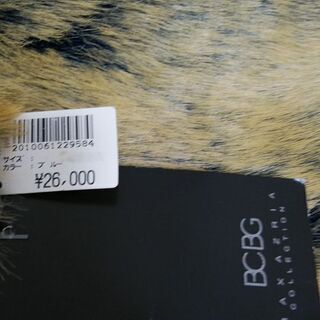 2010061229584
サイズ :
カラー : ブルー
¥26,000
BCBG
MAXAZRIA
COLLECTION